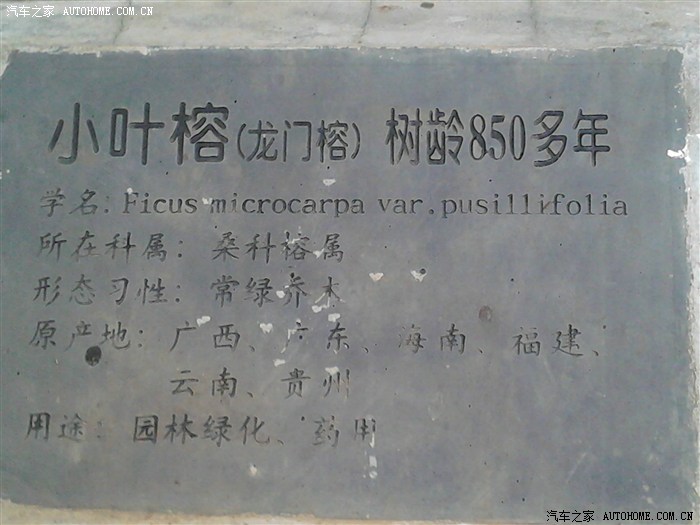 汽车之家 AUTOHOME.COM.CN
小叶榕(龙门榕) 树龄850多年
学名: Ficus microcarpa var.pusillifolia
所在科属: 桑科榕属
形态习性: 常绿乔木
原产地: 广西、广东、海南、福建、
云南、贵州
用途: 园林绿化、药用
汽车之家 AUTOHOME.COM.CN